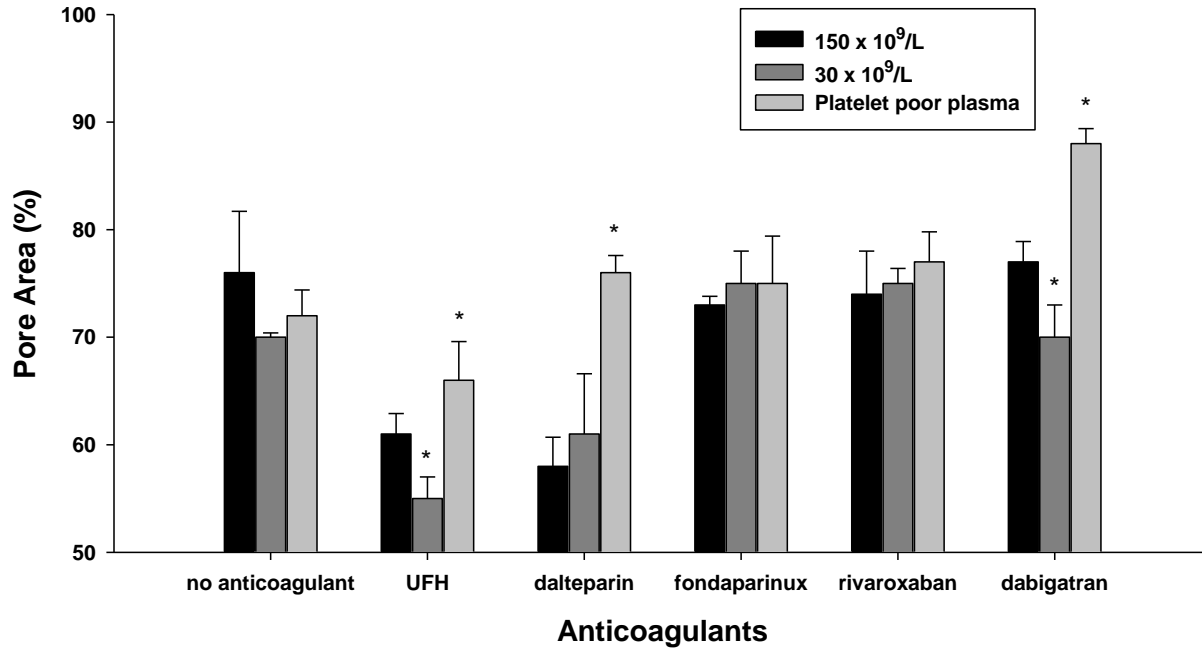 100
90
80
70
60
50
Pore Area (%)
150 x 10⁹/L
30 x 10⁹/L
Platelet poor plasma
*
*
*
*
*
no anticoagulant UFH dalteparin fondaparinux rivaroxaban dabigatran
Anticoagulants